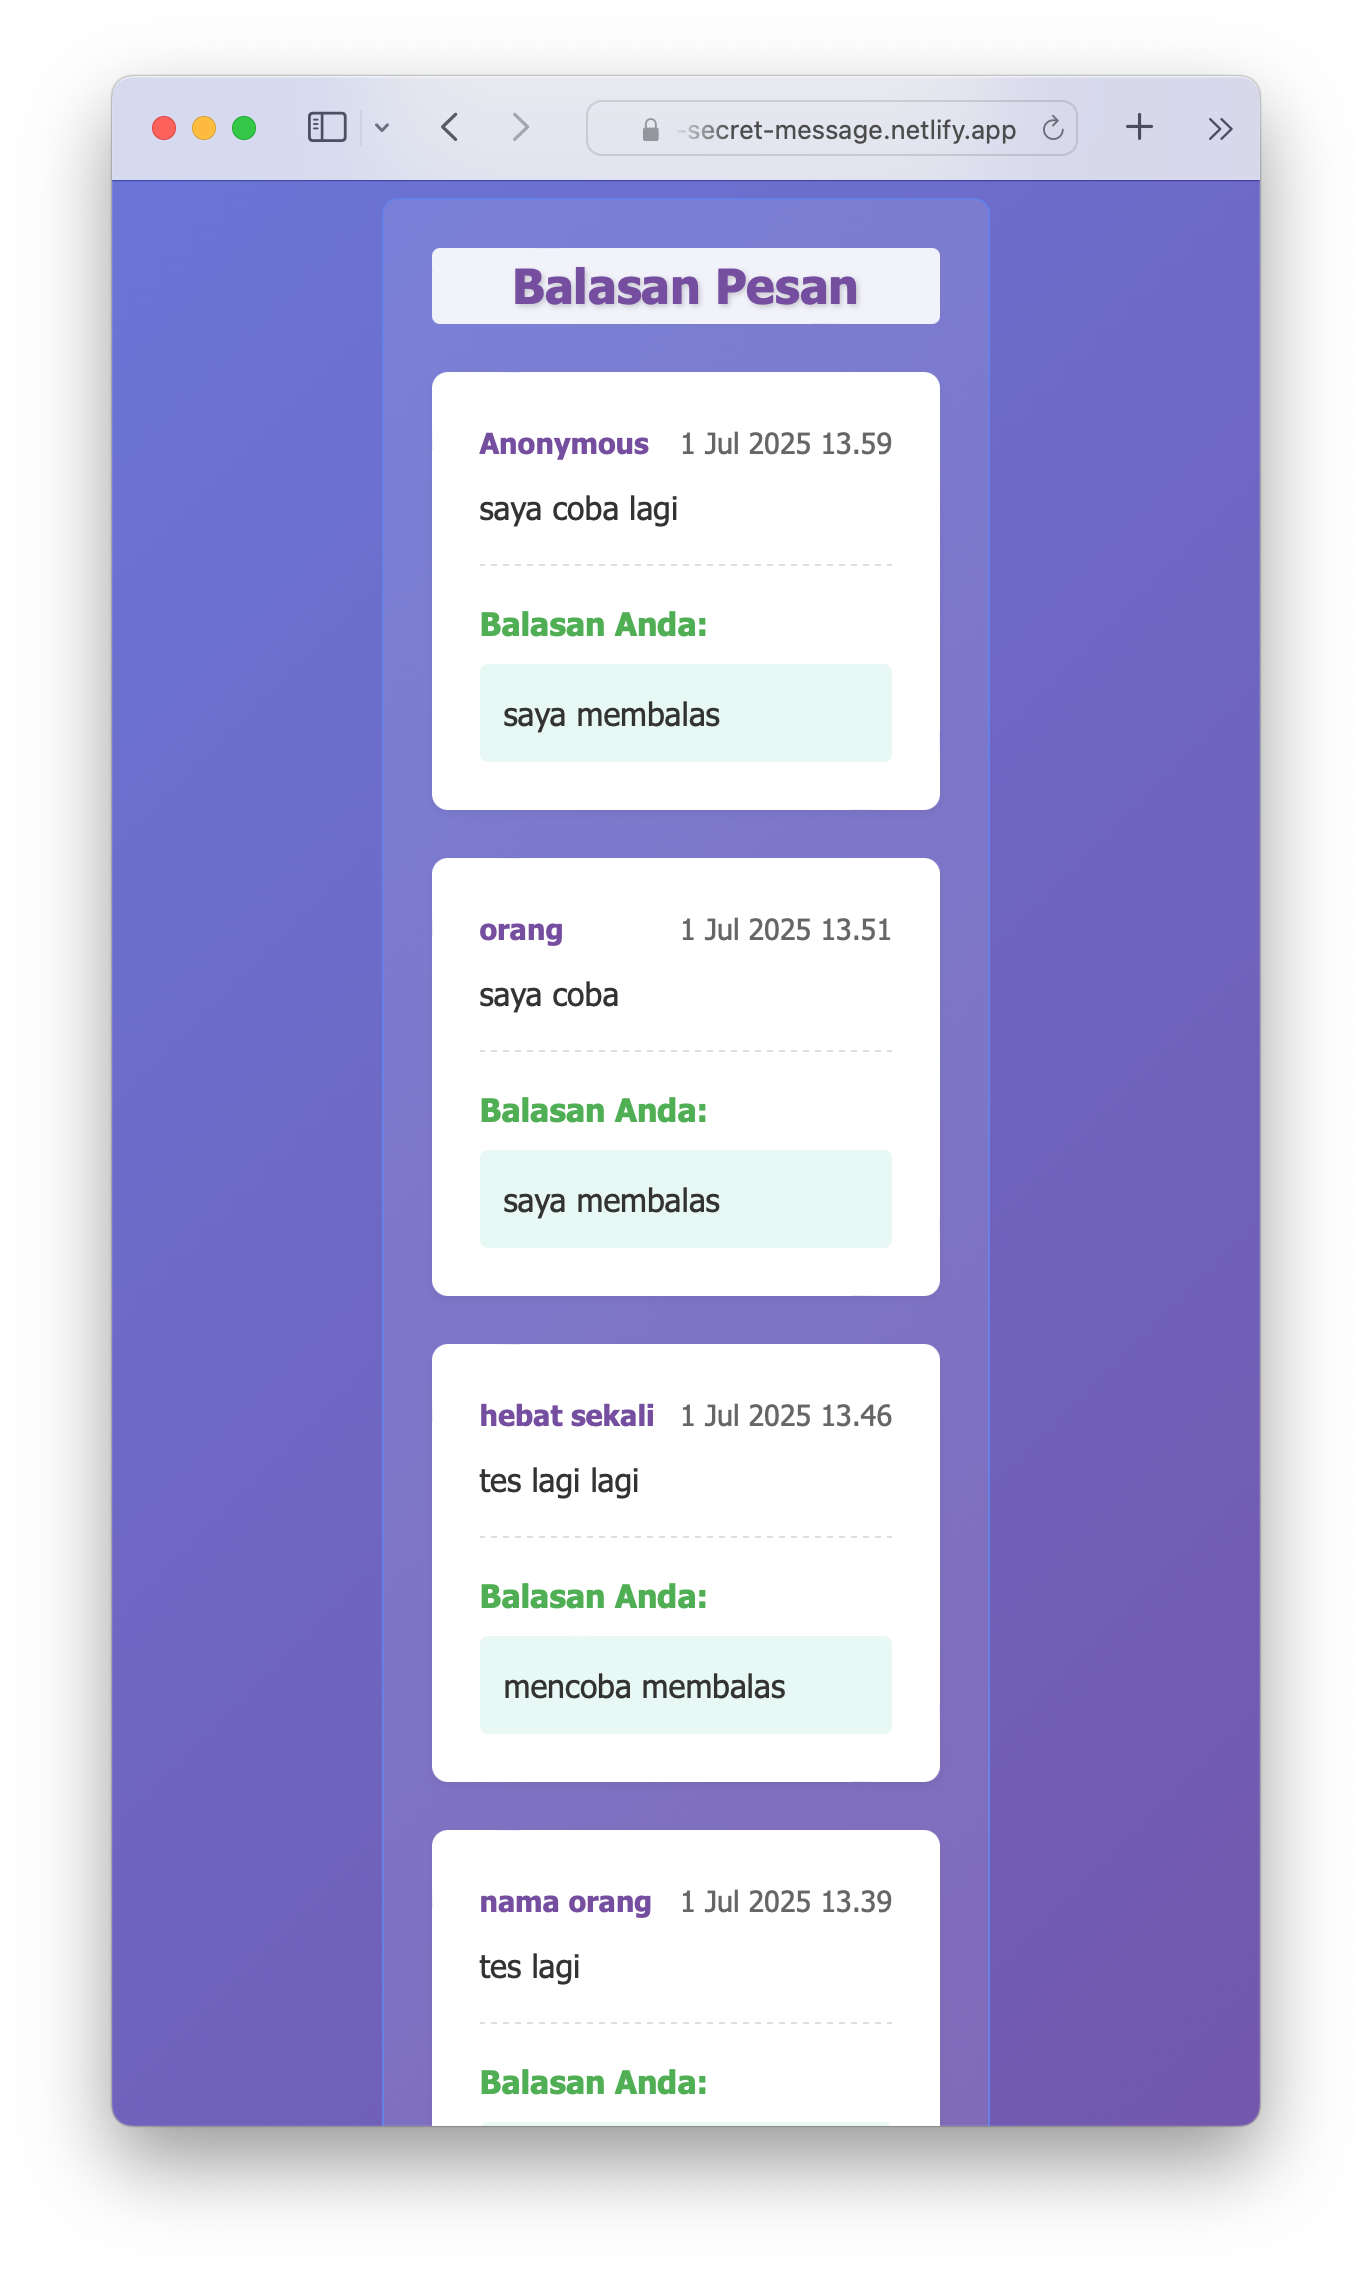 -secret-message.netlify.app
Balasan Pesan
Anonymous 1 Jul 2025 13.59
saya coba lagi
Balasan Anda:
saya membalas
orang 1 Jul 2025 13.51
saya coba
Balasan Anda:
saya membalas
hebat sekali 1 Jul 2025 13.46
tes lagi lagi
Balasan Anda:
mencoba membalas
nama orang 1 Jul 2025 13.39
tes lagi
Balasan Anda: